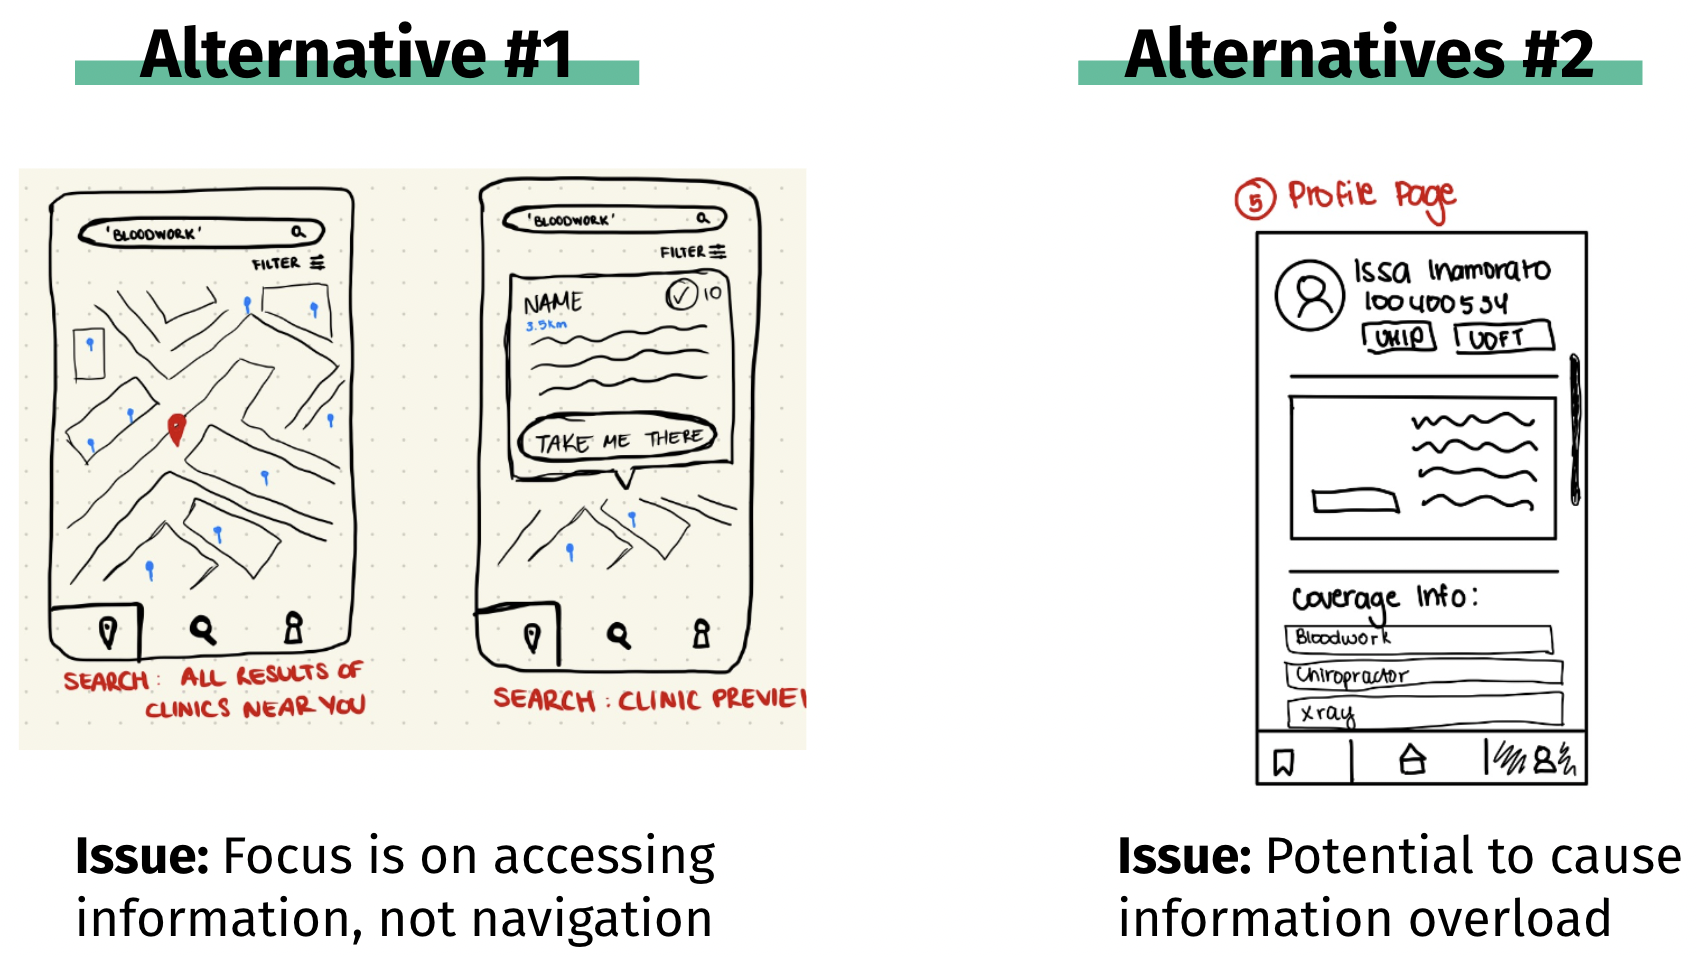 Alternative #1
'BLOODWORK'
FILTER
SEARCH: ALL RESULTS OF
CLINICS NEAR YOU
'BLOODWORK'
FILTER
NAME
10
3.5km
TAKE ME THERE
SEARCH: CLINIC PREVIEW
Issue: Focus is on accessing
information, not navigation
Alternatives #2
5 Profile Page
Issa Inamorato
100400534
UHIP UOFT
Coverage Info:
Bloodwork
Chiropractor
xray
Issue: Potential to cause
information overload